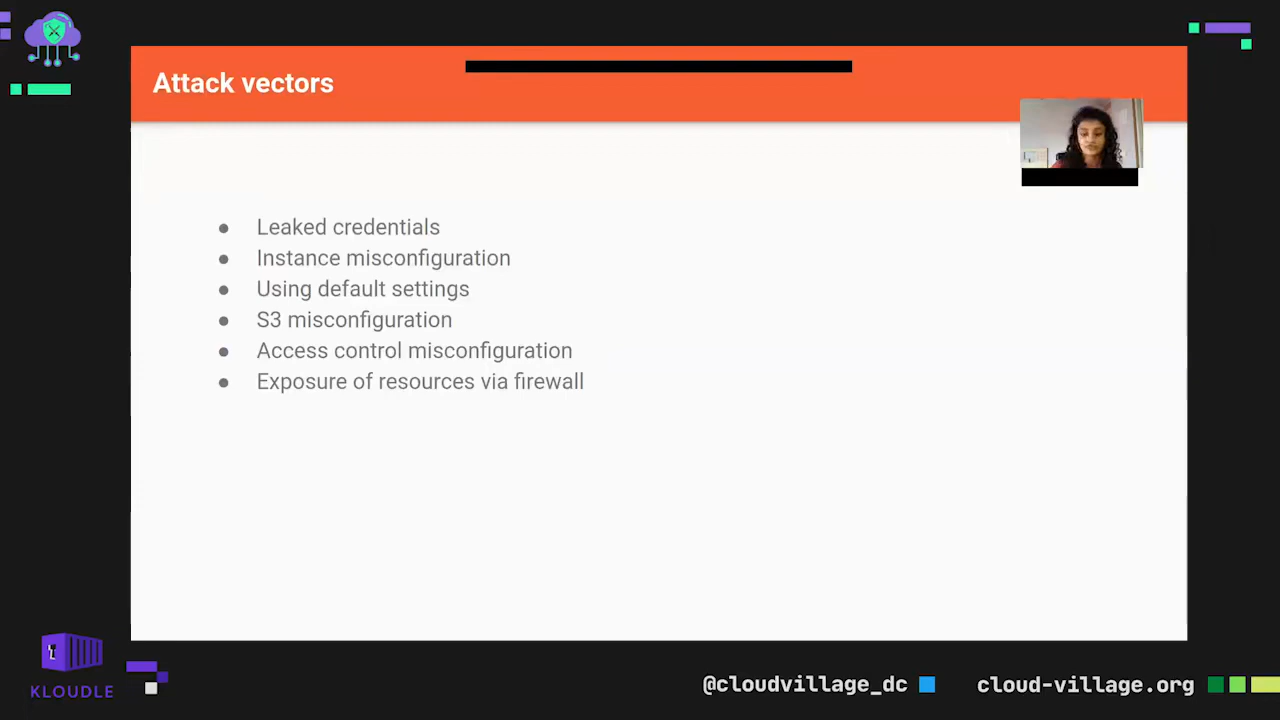 Attack vectors
● Leaked credentials
● Instance misconfiguration
● Using default settings
● S3 misconfiguration
● Access control misconfiguration
● Exposure of resources via firewall
KLOUDLE
@cloudvillage_dc
cloud-village.org